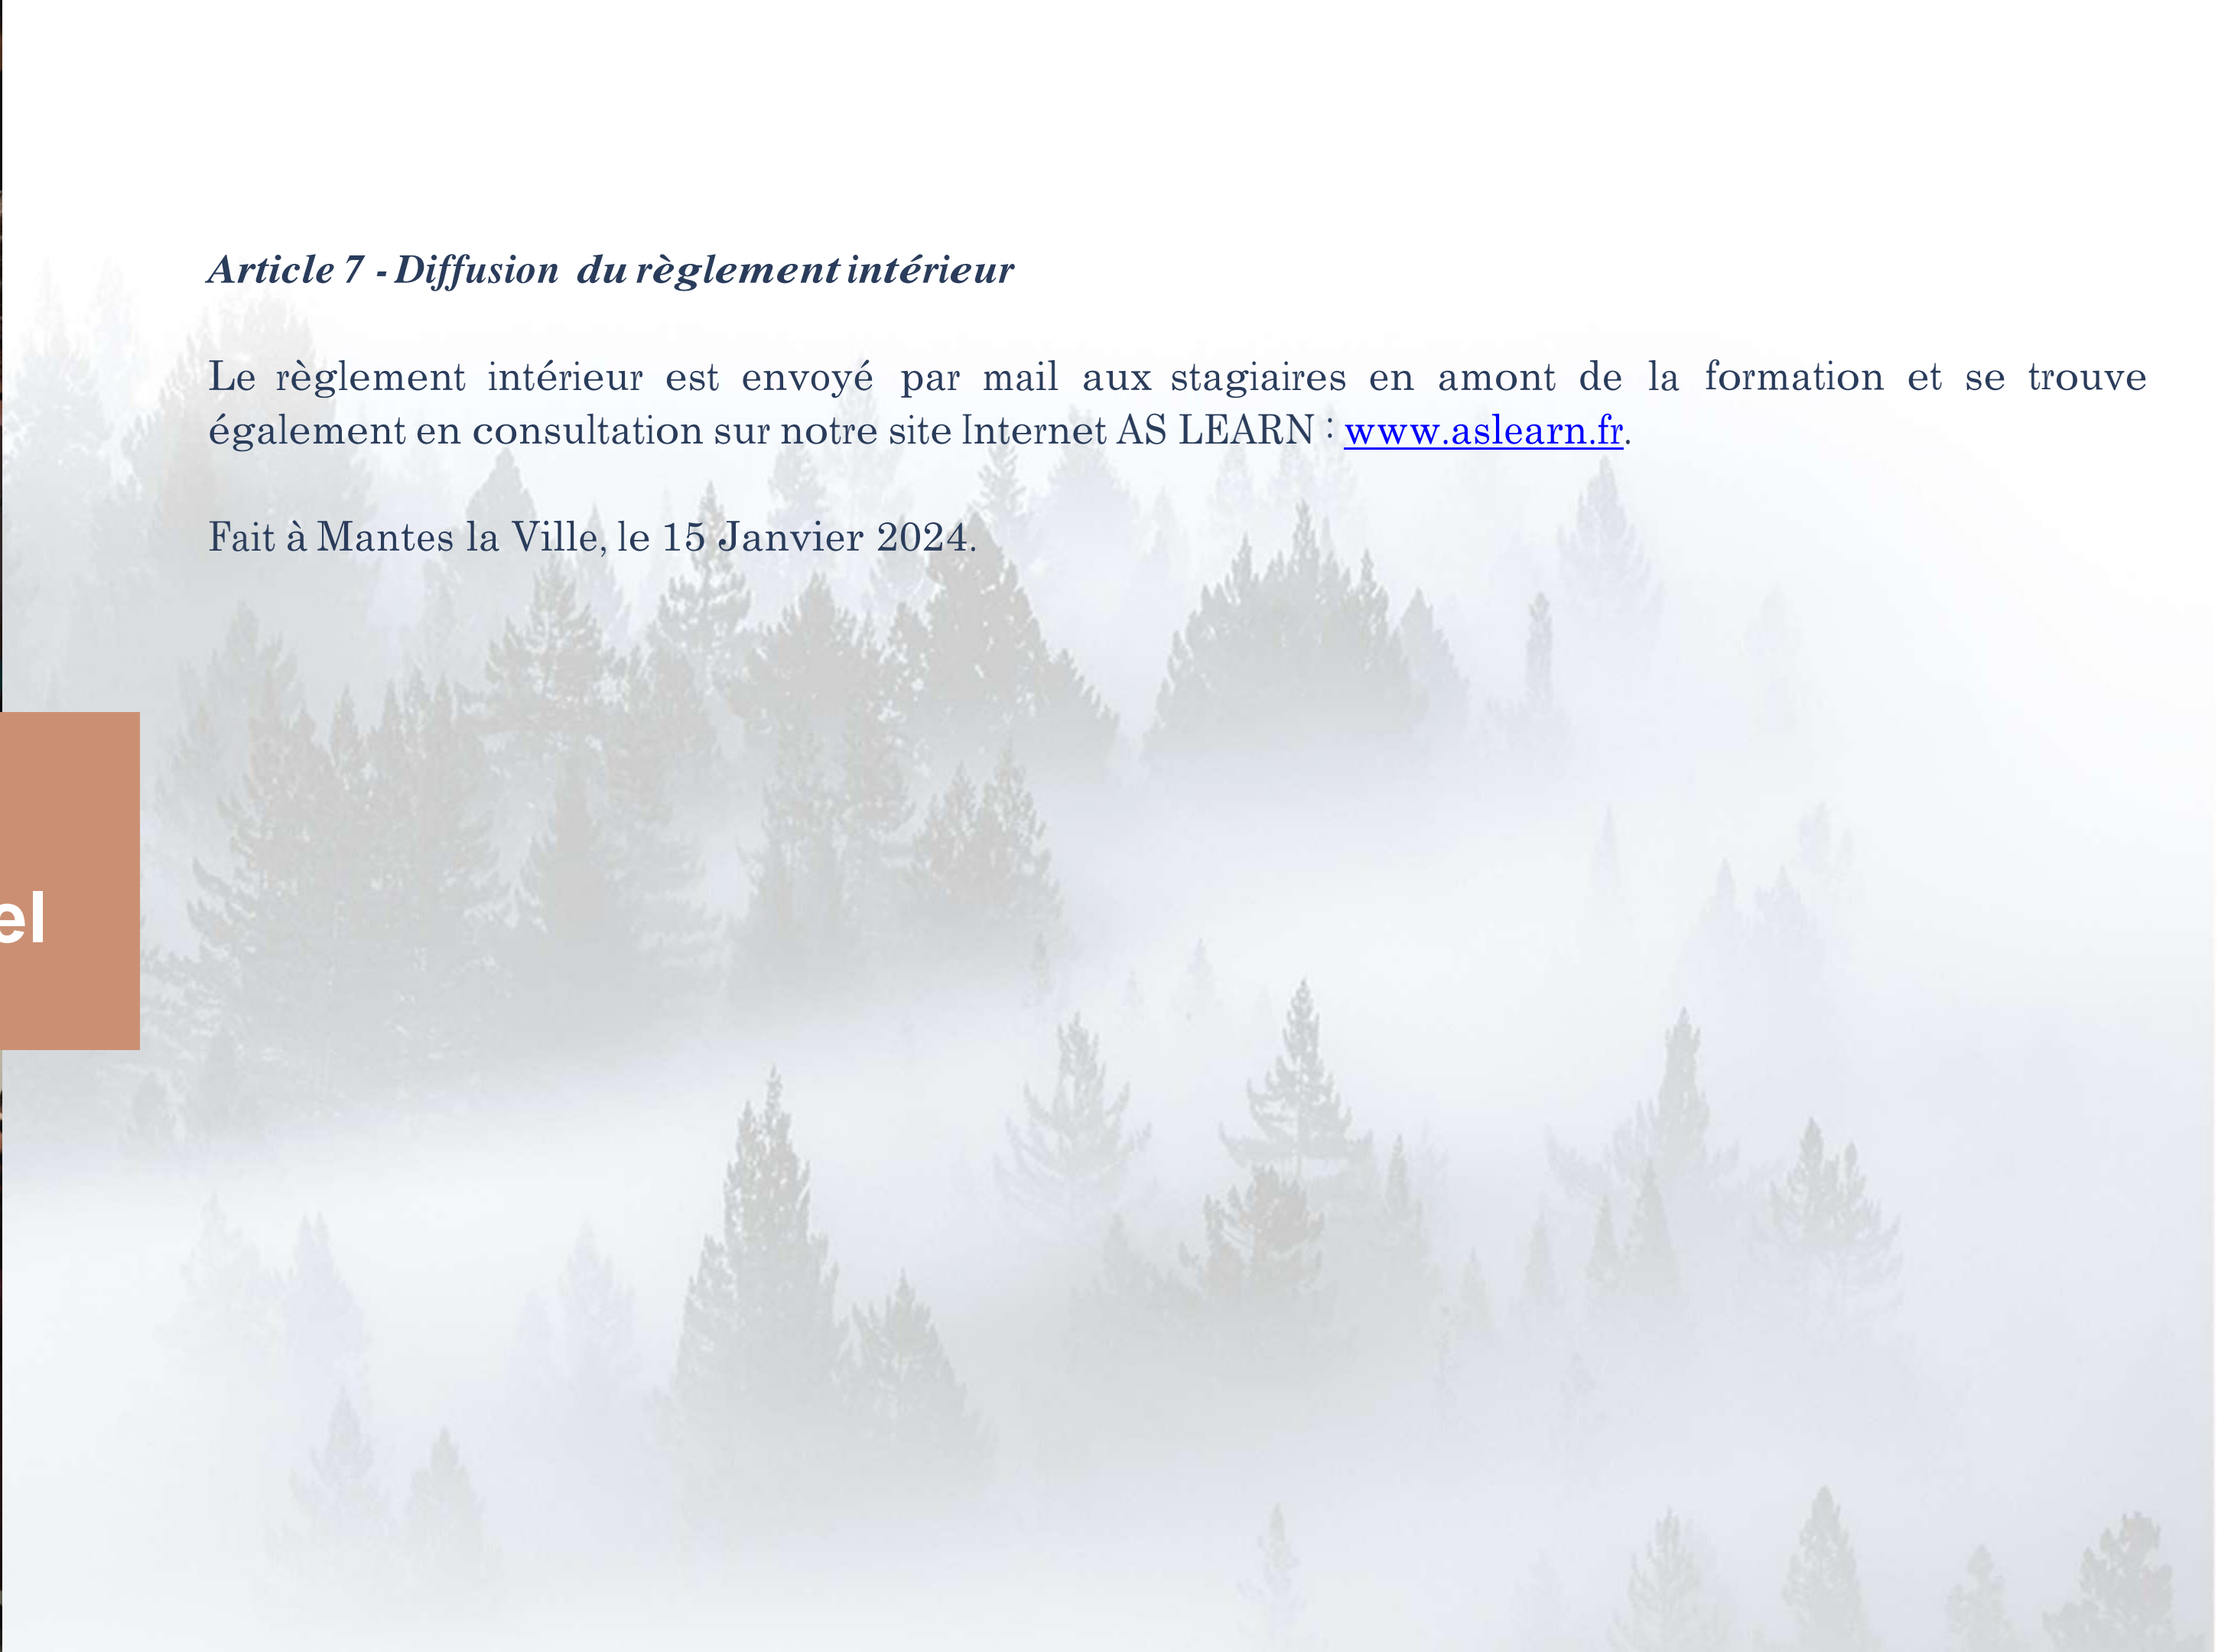 Article 7 - Diffusion du règlement intérieur
Le règlement intérieur est envoyé par mail aux stagiaires en amont de la formation et se trouve
également en consultation sur notre site Internet AS LEARN : www.aslearn.fr.
Fait à Mantes la Ville, le 15 Janvier 2024.
el